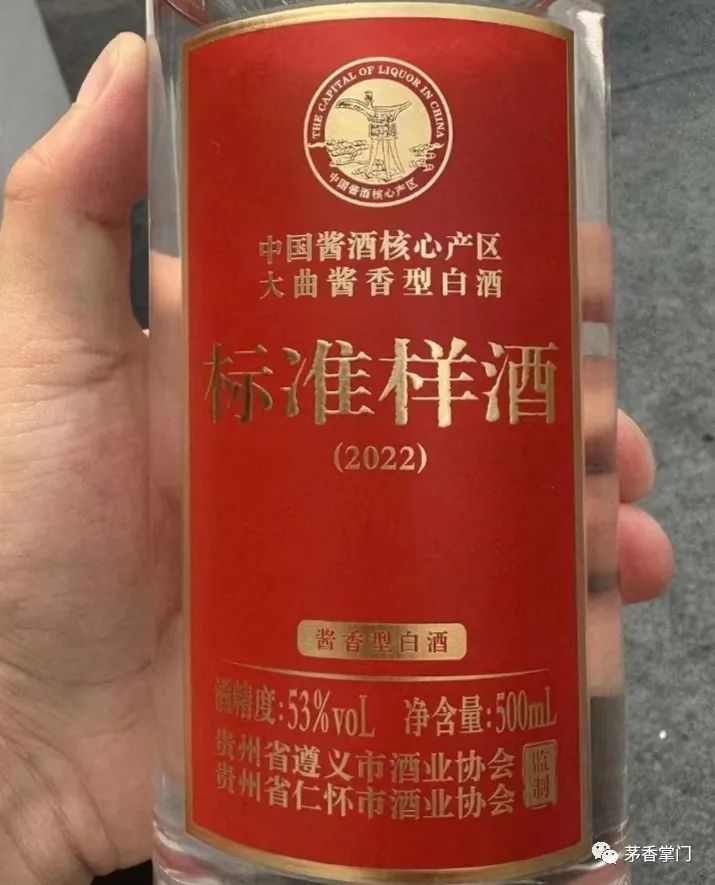 THE CAPITAL OF LIQUOR IN CHINA
中国酱酒核心产区
中国酱酒核心产区
大曲酱香型白酒
标准样酒
(2022)
酱香型白酒
酒精度:53%voL 净含量:500mL
贵州省遵义市酒业协会
贵州省仁怀市酒业协会
监制
茅香掌门